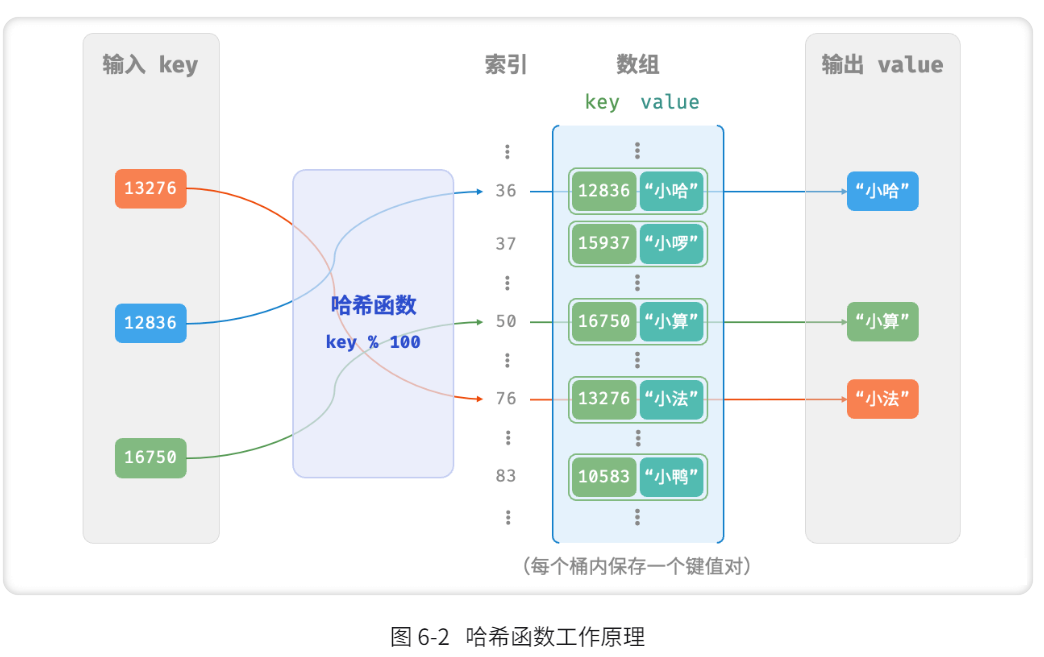 输入 key
索引
数组
输出 value
key value
13276
12836
16750
哈希函数
key % 100
36
12836 “小哈”
“小哈”
37
15937 “小啰”
50
16750 “小算”
“小算”
76
13276 “小法”
“小法”
83
10583 “小鸭”
(每个桶内保存一个键值对)
图 6-2 哈希函数工作原理